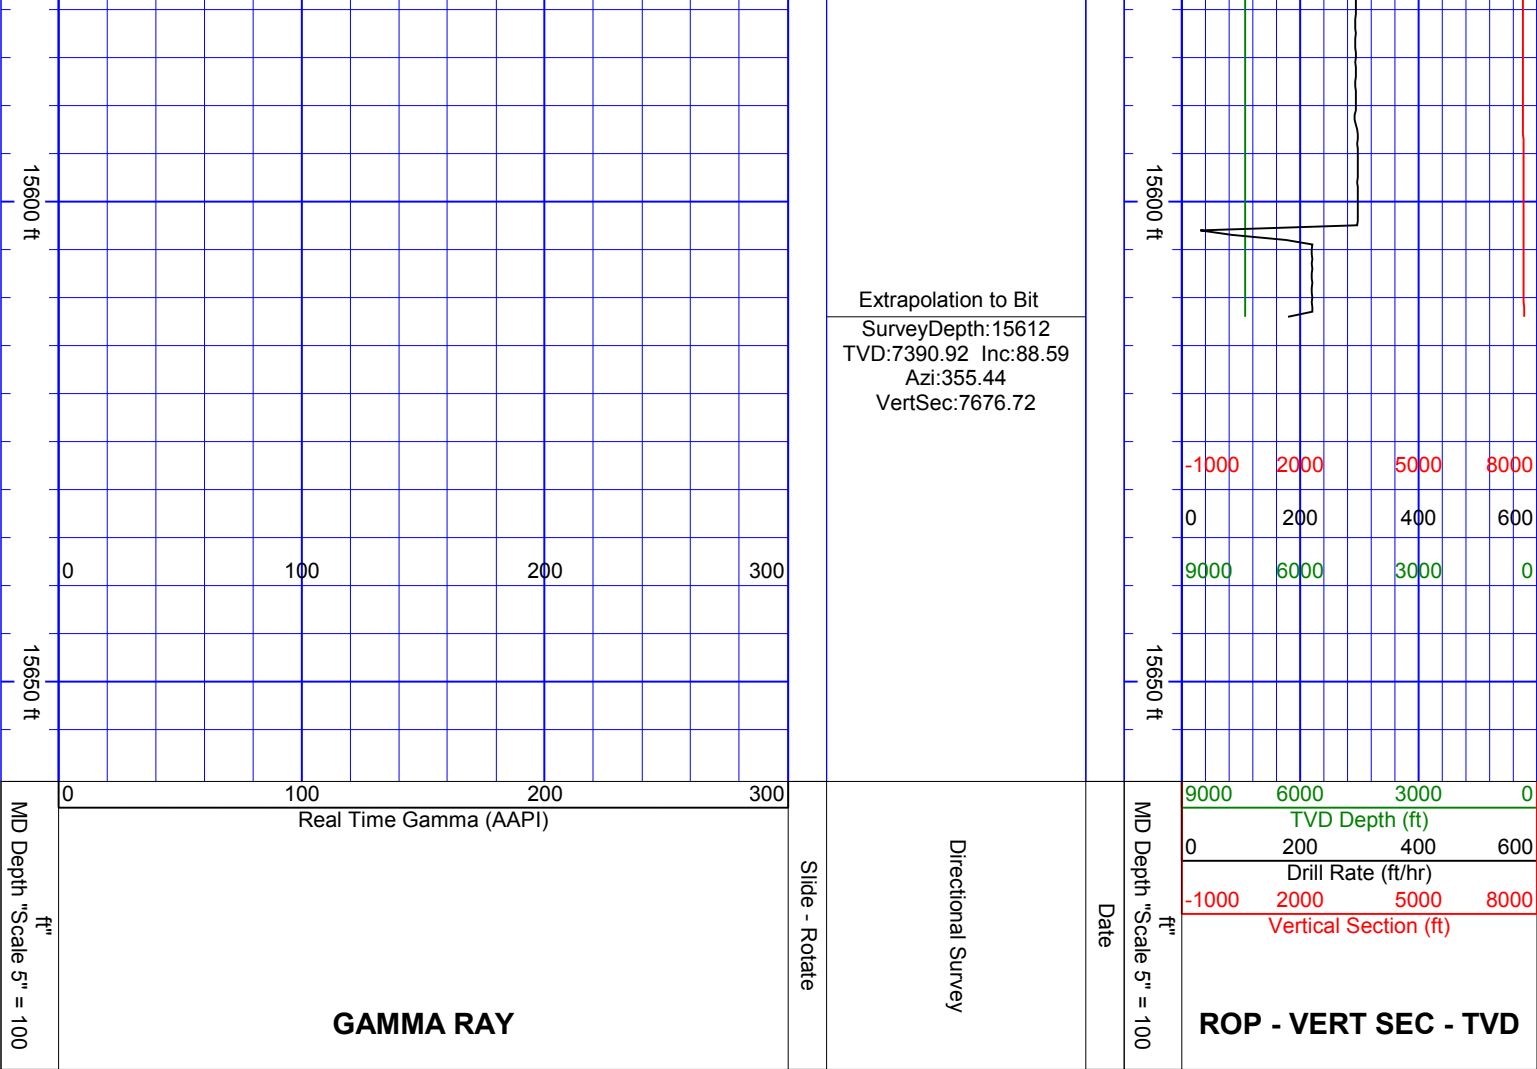 15600 ft
15600 ft
Extrapolation to Bit
SurveyDepth:15612
TVD:7390.92 Inc:88.59
Azi:355.44
VertSec:7676.72
-1000 2000 5000 8000
0 200 400 600
0 100 200 300
9000 6000 3000 0
15650 ft
15650 ft
0 100 200 300
Real Time Gamma (AAPI)
9000 6000 3000 0
TVD Depth (ft)
0 200 400 600
Drill Rate (ft/hr)
-1000 2000 5000 8000
Vertical Section (ft)
ft"
MD Depth "Scale 5" = 100
GAMMA RAY
Slide - Rotate
Directional Survey
Date
ft"
MD Depth "Scale 5" = 100
ROP - VERT SEC - TVD